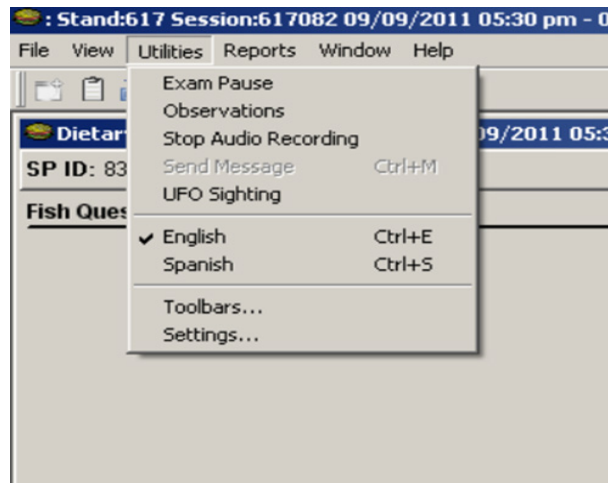 : Stand:617 Session:617082 09/09/2011 05:30 pm - 0
File View Utilities Reports Window Help
Exam Pause
Observations
Stop Audio Recording
Send Message Ctrl+M
UFO Sighting
English Ctrl+E
Spanish Ctrl+S
Toolbars...
Settings...
Dietar 09/2011 05:3
SP ID: 83
Fish Ques